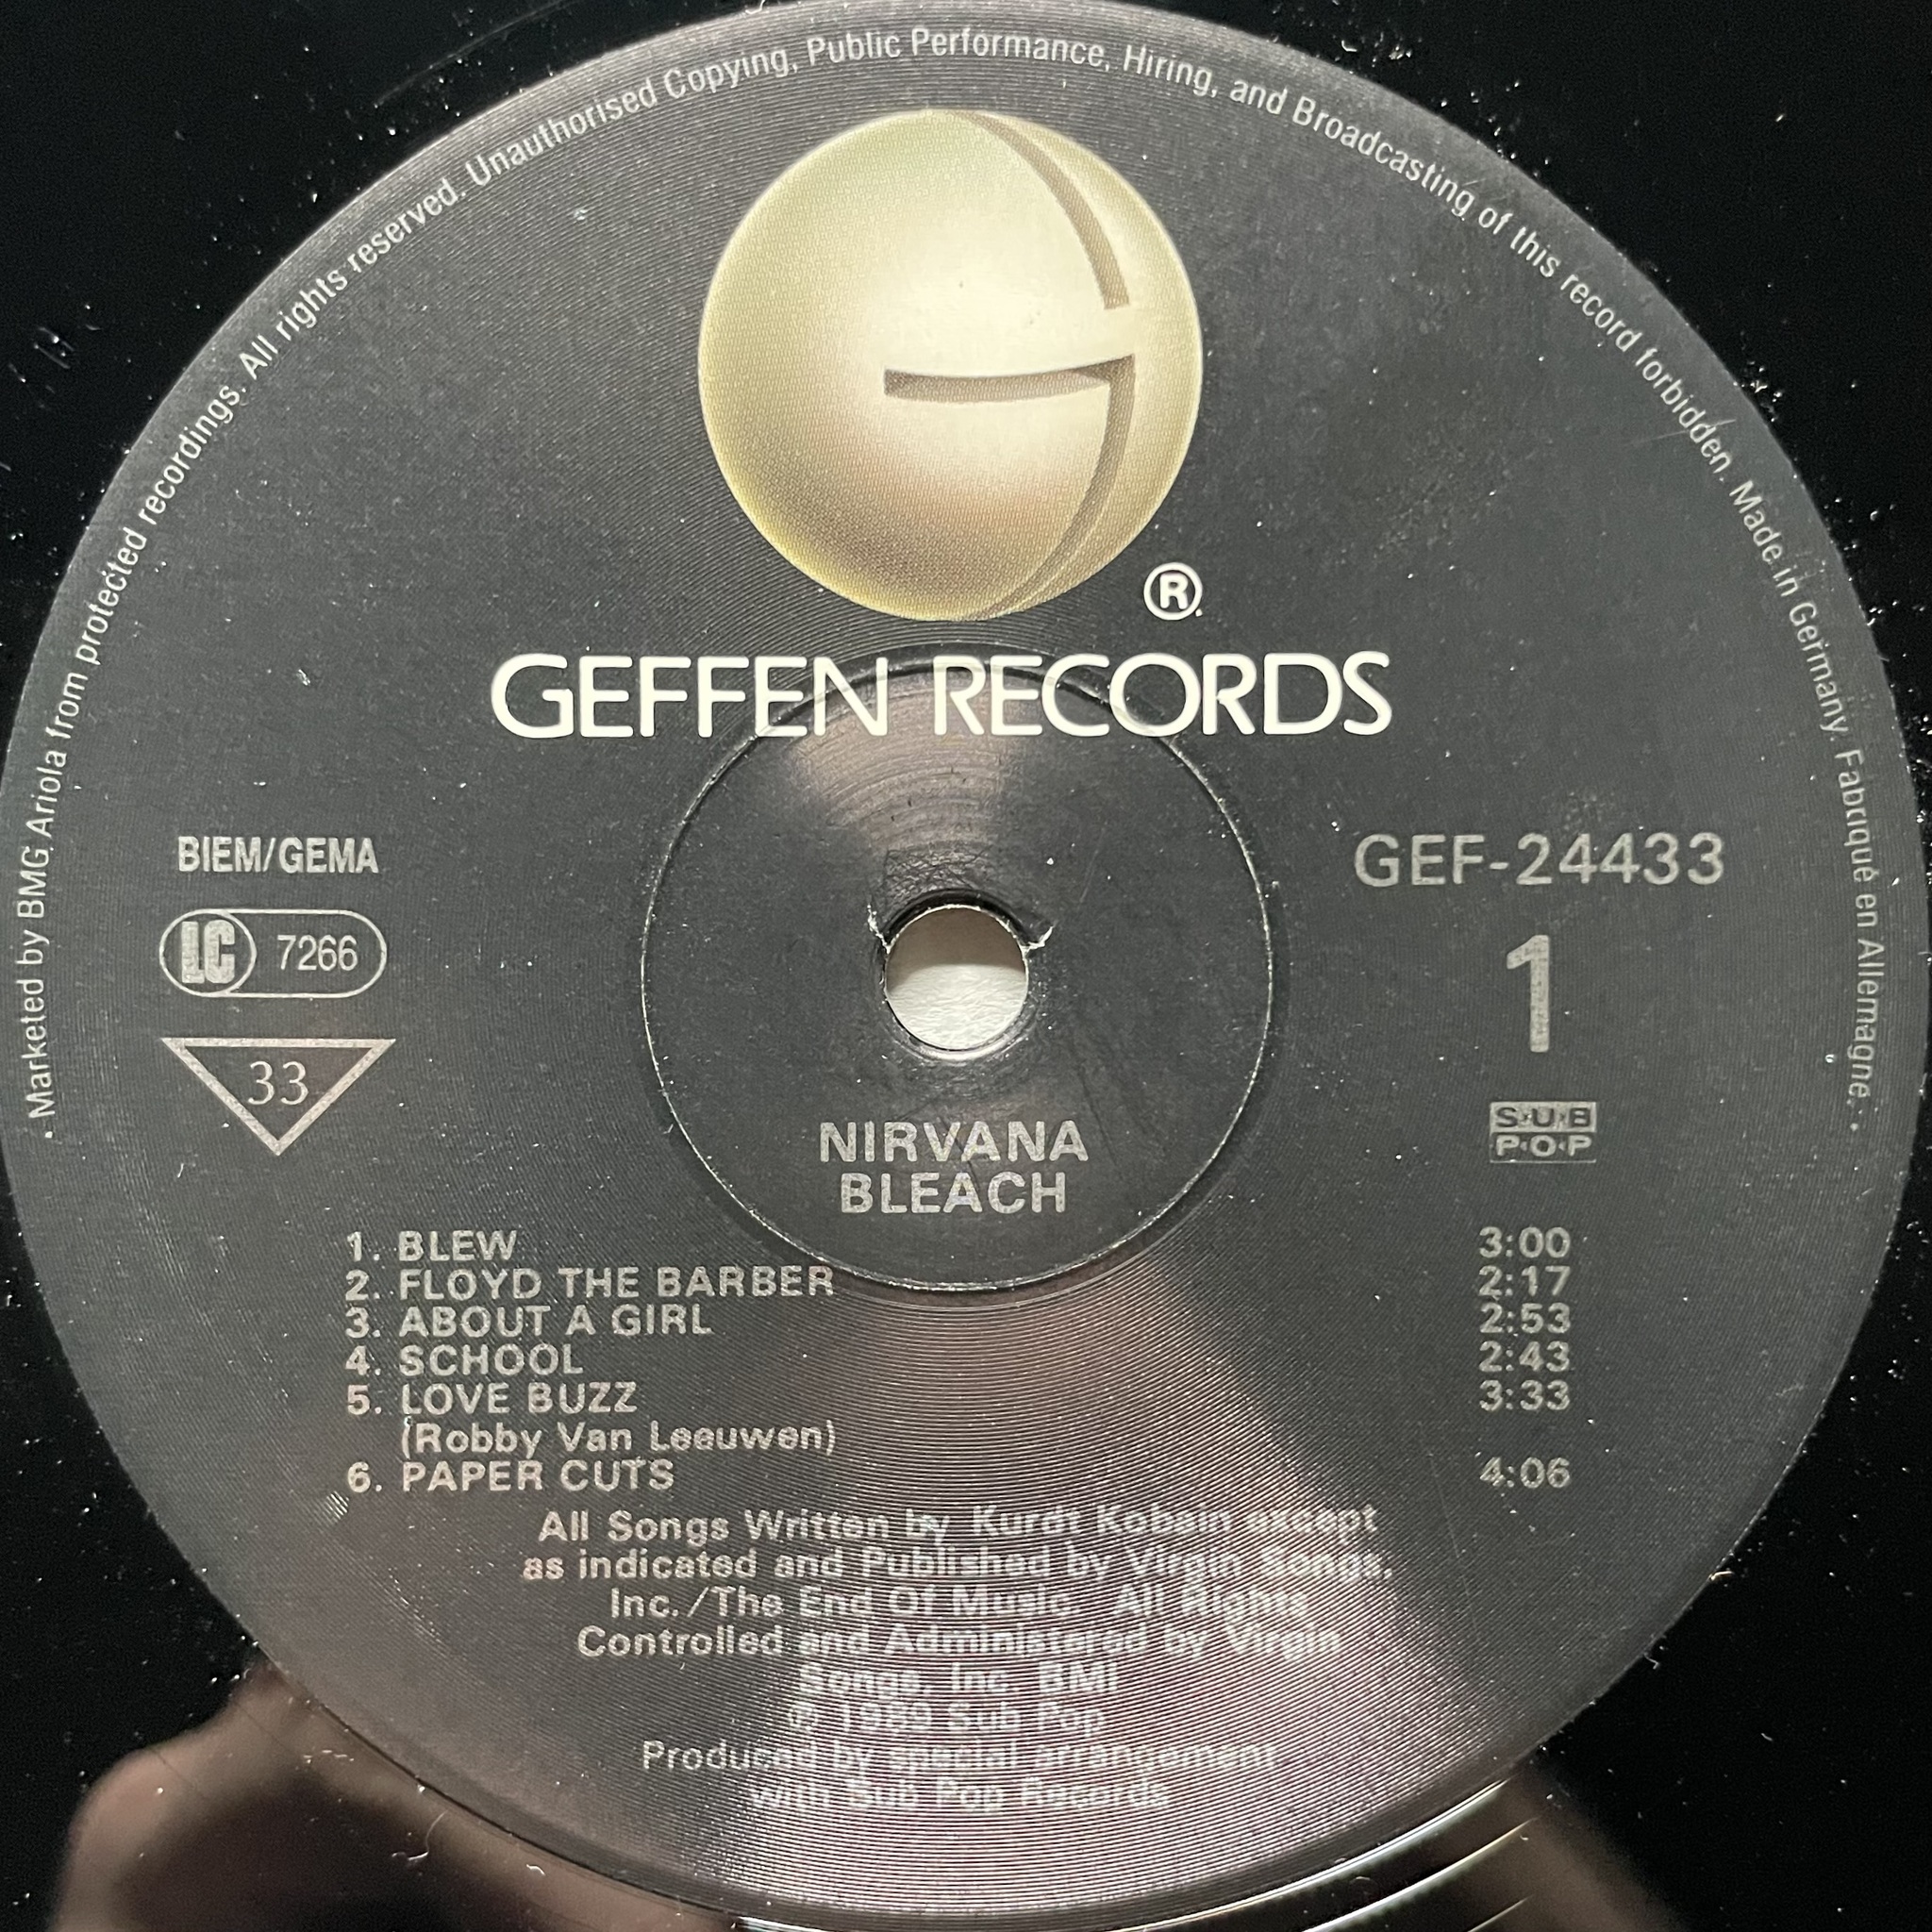 Marketed by BMG Ariola from protected recordings. All rights reserved. Unauthorised Copying, Public Performance, Hiring, and Broadcasting of this record forbidden. Made in Germany. Fabriqué en Allemagne.
®
GEFFEN RECORDS
BIEM/GEMA
LC 7266
33
GEF-24433
1
SUB
POP
NIRVANA
BLEACH
1. BLEW 3:00
2. FLOYD THE BARBER 2:17
3. ABOUT A GIRL 2:53
4. SCHOOL 2:43
5. LOVE BUZZ 3:33
(Robby Van Leeuwen)
6. PAPER CUTS 4:06
All Songs Written by Kurdt Kobain except
as indicated and Published by Virgin Songs,
Inc./The End Of Music All Rights
Controlled and Administered by Virgin
Songs, Inc. BMI
℗ 1989 Sub Pop
Produced by special arrangement
with Sub Pop Records